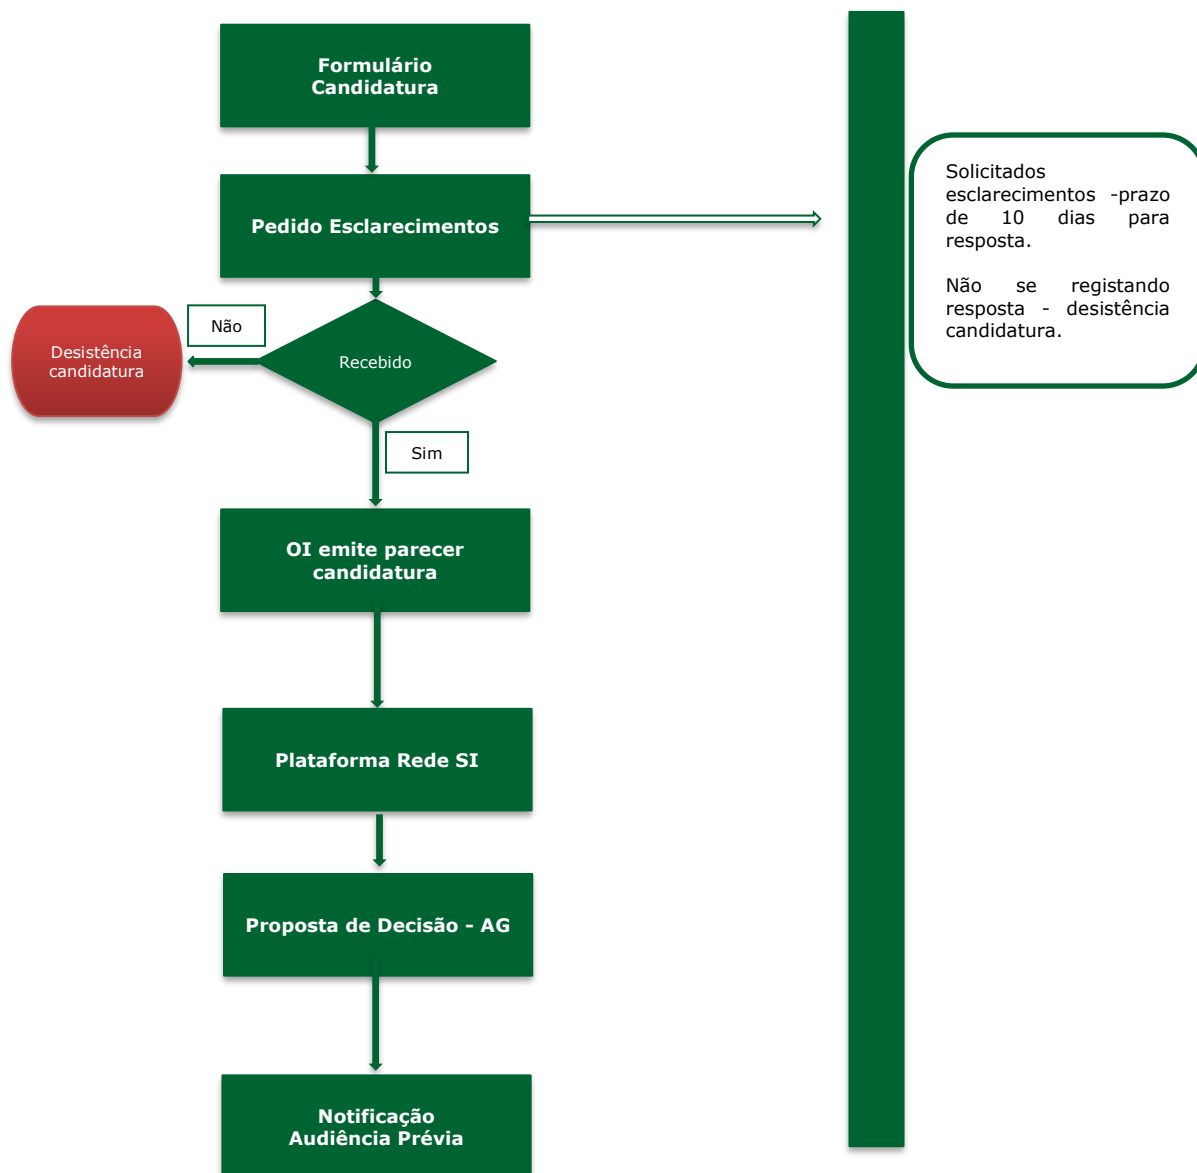 Formulário
Candidatura
Pedido Esclarecimentos
Solicitados
esclarecimentos -prazo
de 10 dias para
resposta.
Não se registando
resposta - desistência
candidatura.
Não
Desistência
candidatura
Recebido
Sim
OI emite parecer
candidatura
Plataforma Rede SI
Proposta de Decisão - AG
Notificação
Audiência Prévia